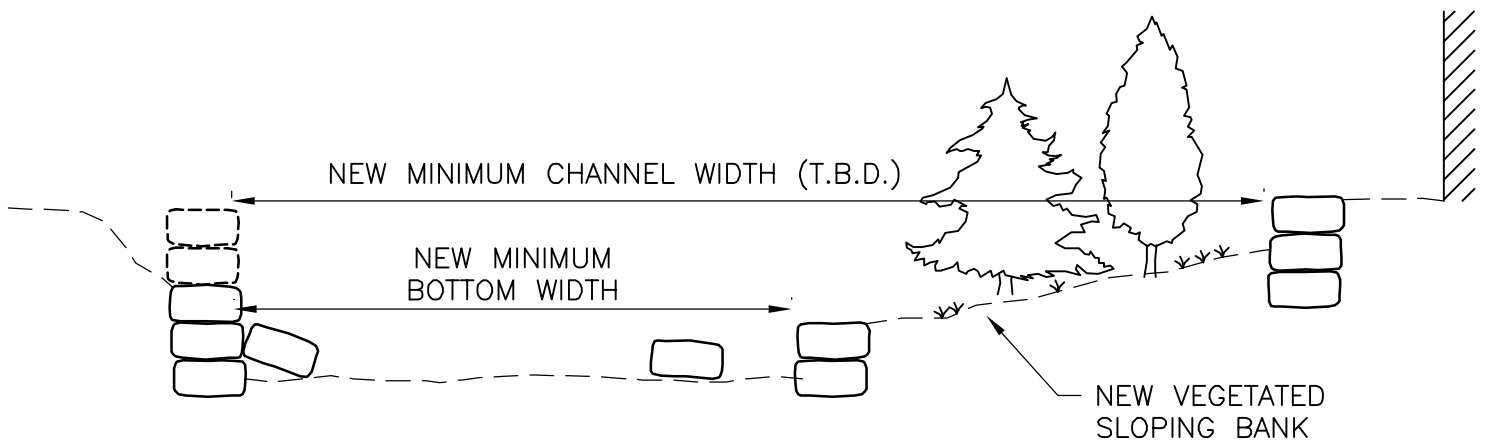 NEW MINIMUM CHANNEL WIDTH (T.B.D.)
NEW MINIMUM
BOTTOM WIDTH
NEW VEGETATED
SLOPING BANK